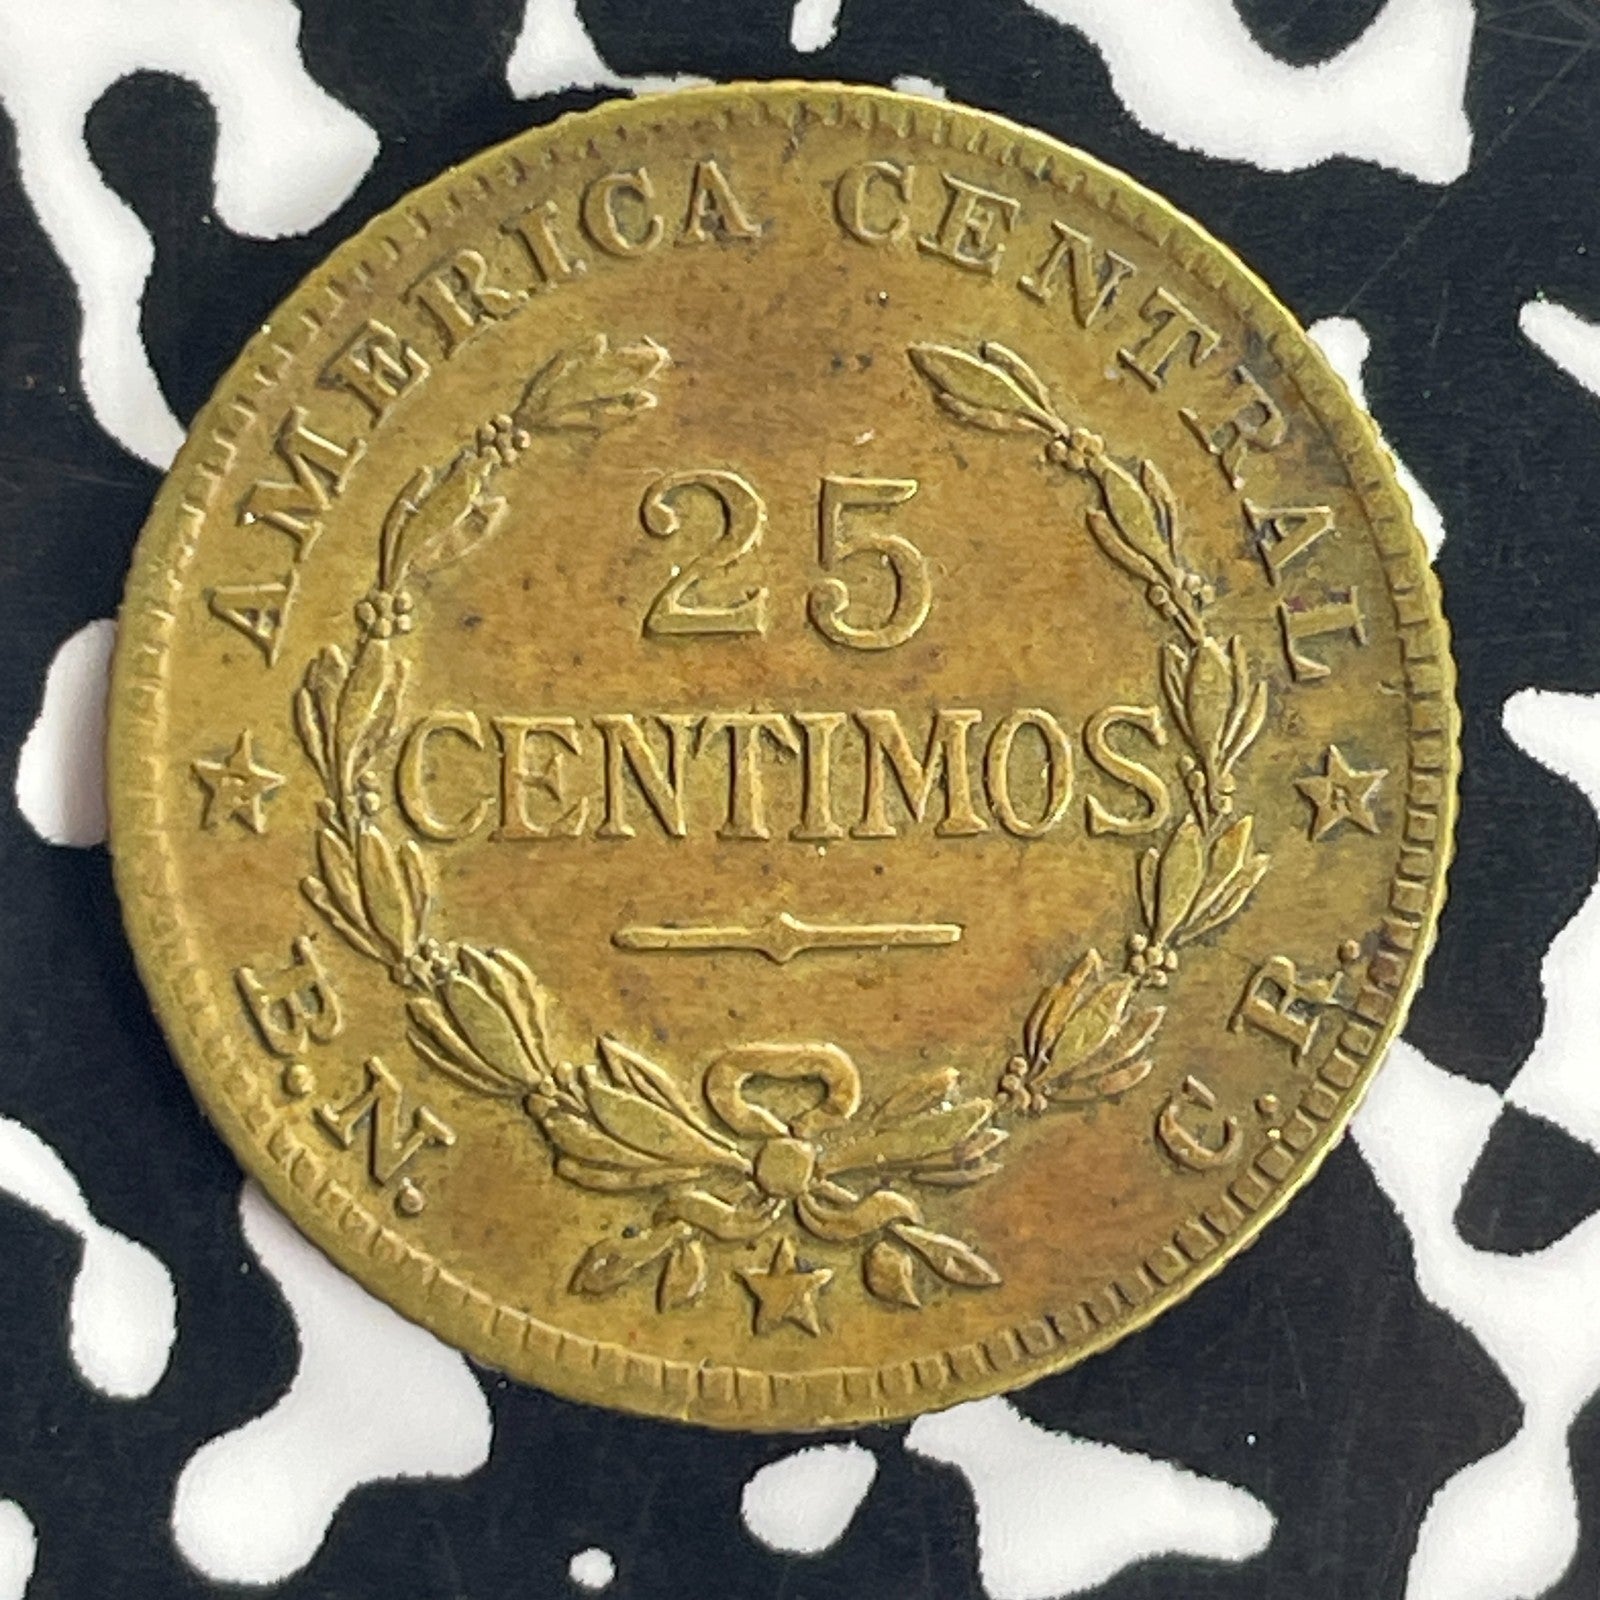 AMERICA CENTRAL
25
CENTIMOS
B.N. C.R.